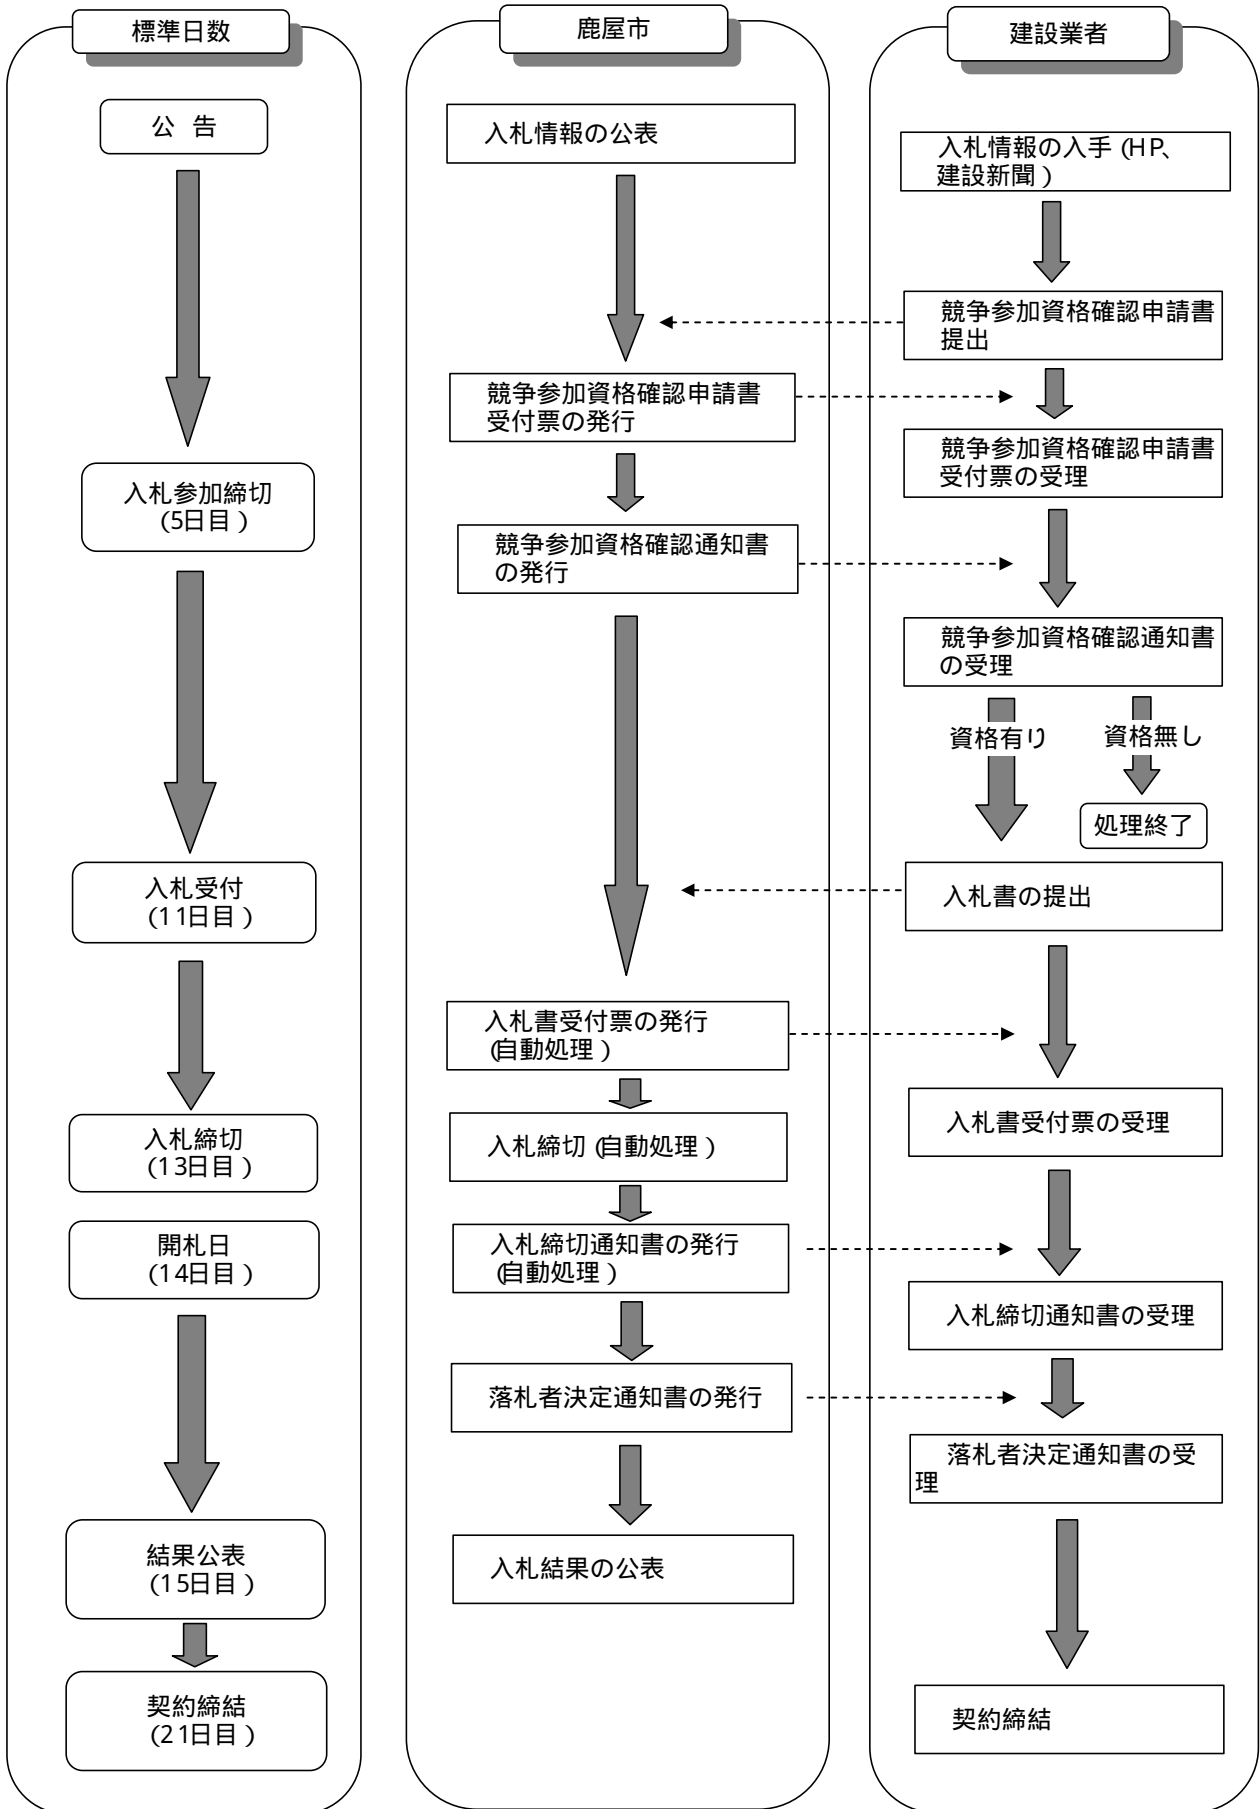 標準日数
公 告
入札参加締切
(5日目)
入札受付
(11日目)
入札締切
(13日目)
開札日
(14日目)
結果公表
(15日目)
契約締結
(21日目)
鹿屋市
入札情報の公表
競争参加資格確認申請書
受付票の発行
競争参加資格確認通知書
の発行
入札書受付票の発行
(自動処理)
入札締切(自動処理)
入札締切通知書の発行
(自動処理)
落札者決定通知書の発行
入札結果の公表
建設業者
入札情報の入手(HP、
建設新聞)
競争参加資格確認申請書
提出
競争参加資格確認申請書
受付票の受理
競争参加資格確認通知書
の受理
資格有り
資格無し
処理終了
入札書の提出
入札書受付票の受理
入札締切通知書の受理
落札者決定通知書の受
理
契約締結